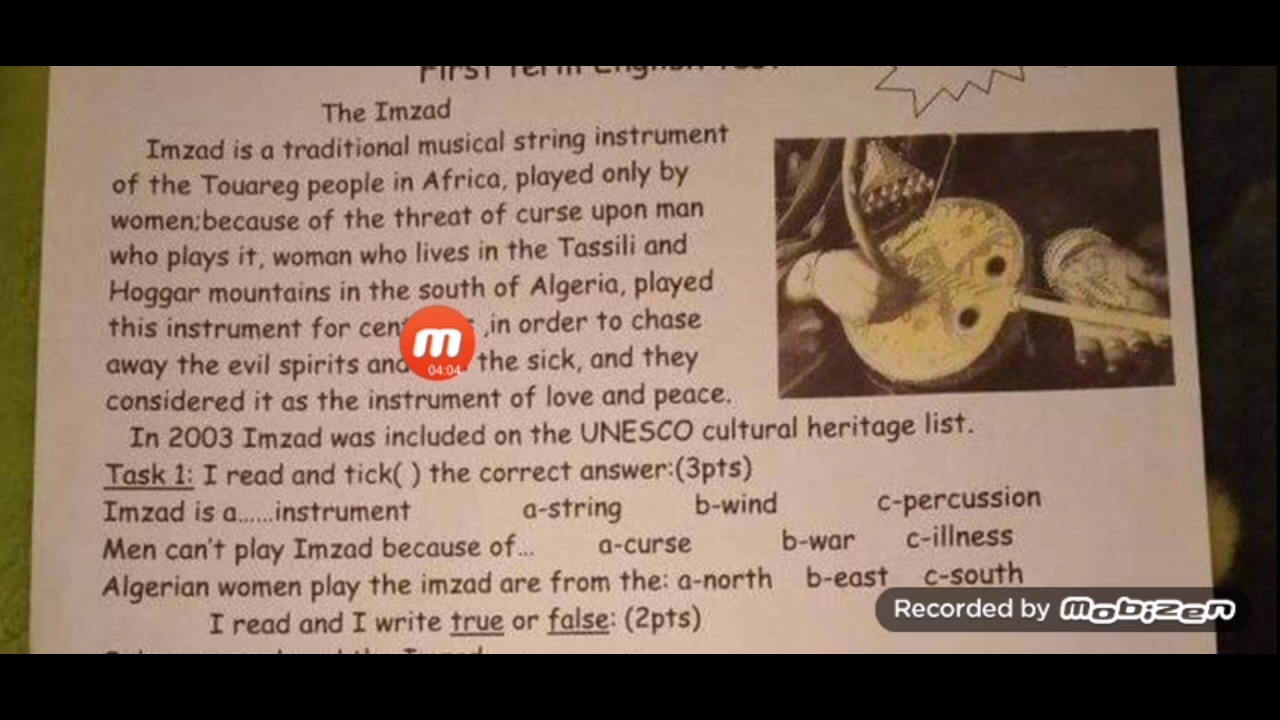 First Term English Test
The Imzad
Imzad is a traditional musical string instrument
of the Touareg people in Africa, played only by
women;because of the threat of curse upon man
who plays it, woman who lives in the Tassili and
Hoggar mountains in the south of Algeria, played
this instrument for ,in order to chase
away the evil spirits and the sick, and they
considered it as the instrument of love and peace.
In 2003 Imzad was included on the UNESCO cultural heritage list.
Task 1: I read and tick( ) the correct answer:(3pts)
Imzad is a......instrument a-string b-wind c-percussion
Men can't play Imzad because of... a-curse b-war c-illness
Algerian women play the imzad are from the: a-north b-east c-south
I read and I write true or false: (2pts)
the Imzad
m
04:04
Recorded by mobizen